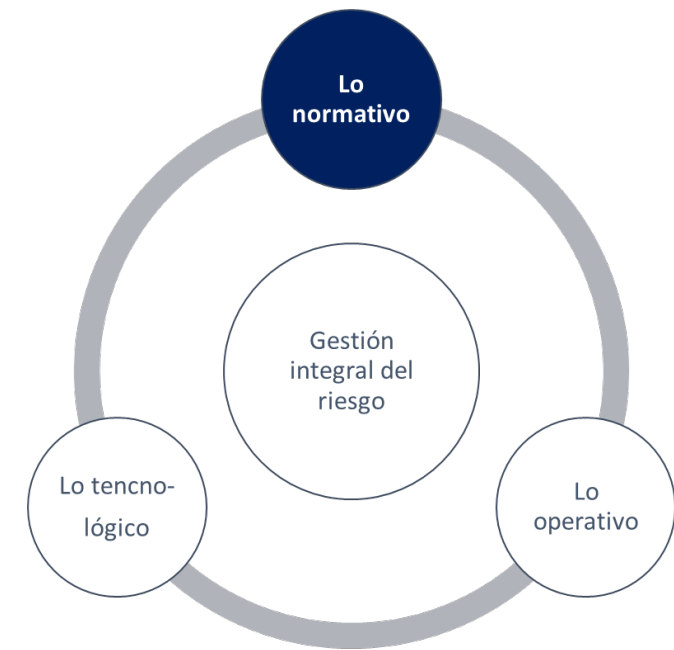 Lo
normativo
Gestión
integral del
riesgo
Lo tencno-
lógico
Lo
operativo